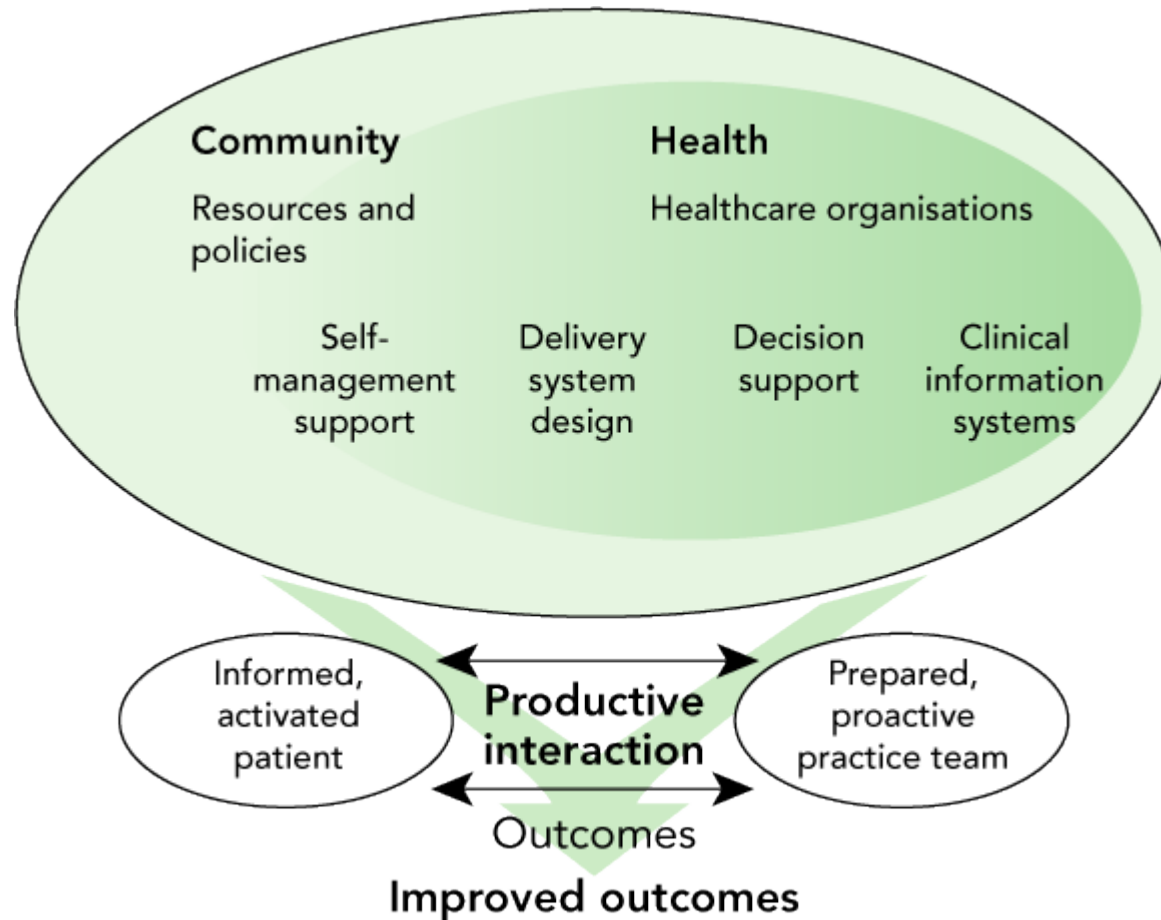 Community
Resources and
policies
Health
Healthcare organisations
Self-
management
support
Delivery
system
design
Decision
support
Clinical
information
systems
Informed,
activated
patient
Productive
interaction
Prepared,
proactive
practice team
Outcomes
Improved outcomes